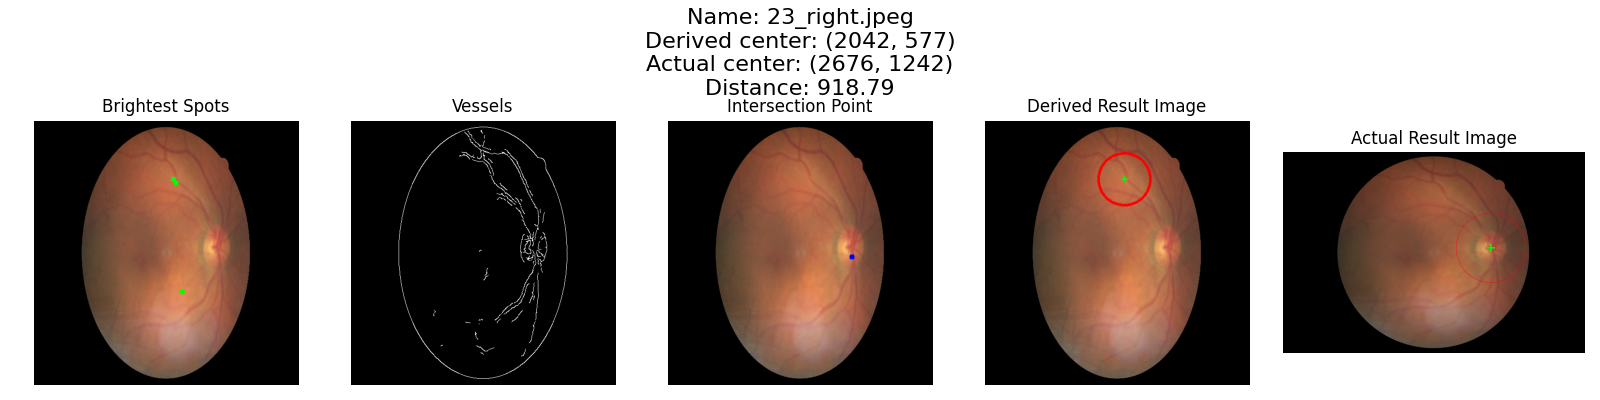 Name: 23_right.jpeg
Derived center: (2042, 577)
Actual center: (2676, 1242)
Distance: 918.79
Brightest Spots
Vessels
Intersection Point
Derived Result Image
Actual Result Image